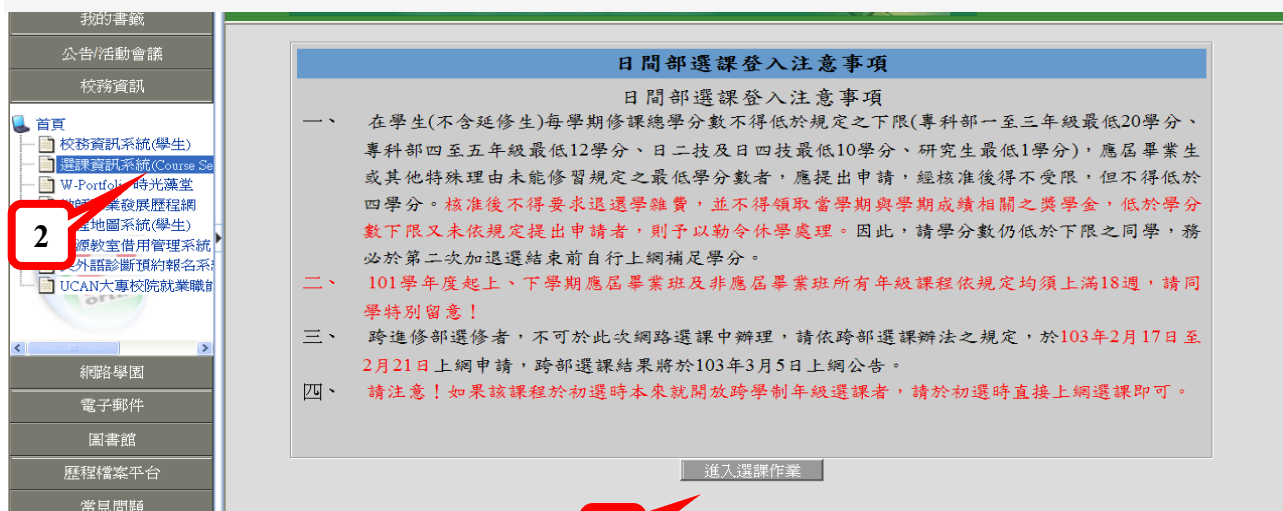 我的書籤
公告/活動會議
校務資訊
首頁
校務資訊系統(學生)
選課資訊系統(Course Se
W-Portfolio 時光藻堂
發展歷程網
地圖系統(學生)
源教室借用管理系統
外語診斷預約報名系
UCAN大專校院就業職
2
網路學園
電子郵件
圖書館
歷程檔案平台
常見問題
日間部選課登入注意事項
日間部選課登入注意事項
一、 在學生(不含延修生)每學期修課總學分數不得低於規定之下限(專科部一至三年級最低20學分、
專科部四至五年級最低12學分、日二技及日四技最低10學分、研究生最低1學分)，應屆畢業生
或其他特殊理由未能修習規定之最低學分數者，應提出申請，經核准後得不受限，但不得低於
四學分。核准後不得要求退還學雜費，並不得領取當學期與學期成績相關之獎學金，低於學分
數下限又未依規定提出申請者，則予以勒令休學處理。因此，請學分數仍低於下限之同學，務
必於第二次加退選結束前自行上網補足學分。
二、 101學年度起上、下學期應屆畢業班及非應屆畢業班所有年級課程依規定均須上滿18週，請同
學特別留意！
三、 跨進修部選修者，不可於此次網路選課中辦理，請依跨部選課辦法之規定，於103年2月17日至
2月21日上網申請，跨部選課結果將於103年3月5日上網公告。
四、 請注意！如果該課程於初選時本來就開放跨學制年級選課者，請於初選時直接上網選課即可。
進入選課作業